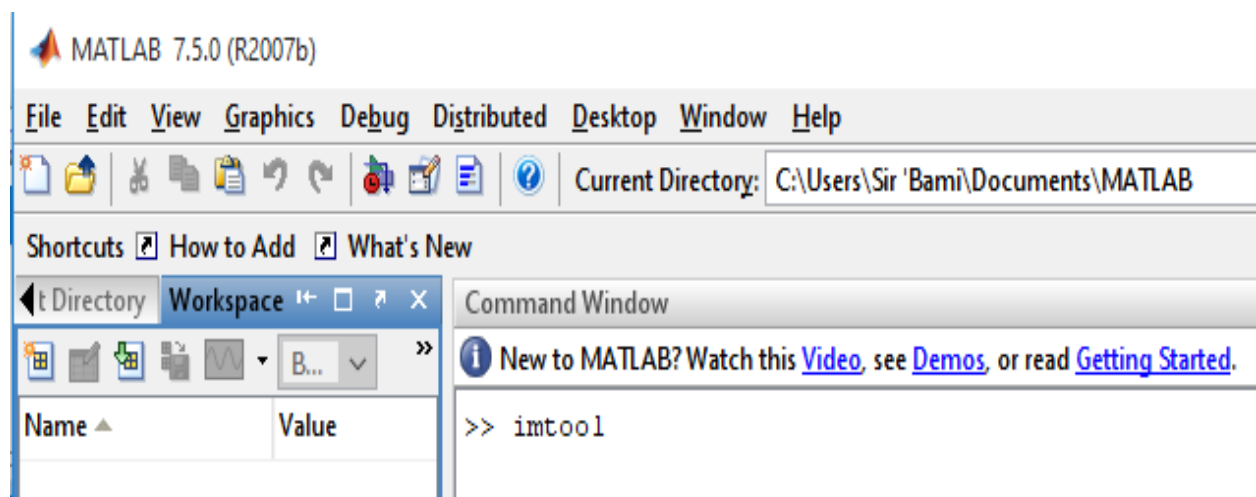 MATLAB 7.5.0 (R2007b)
File Edit View Graphics Debug Distributed Desktop Window Help
Current Directory: C:\Users\Sir 'Bami\Documents\MATLAB
Shortcuts How to Add What's New
t Directory Workspace
Command Window
B...
New to MATLAB? Watch this Video, see Demos, or read Getting Started.
Name Value
>> imtool